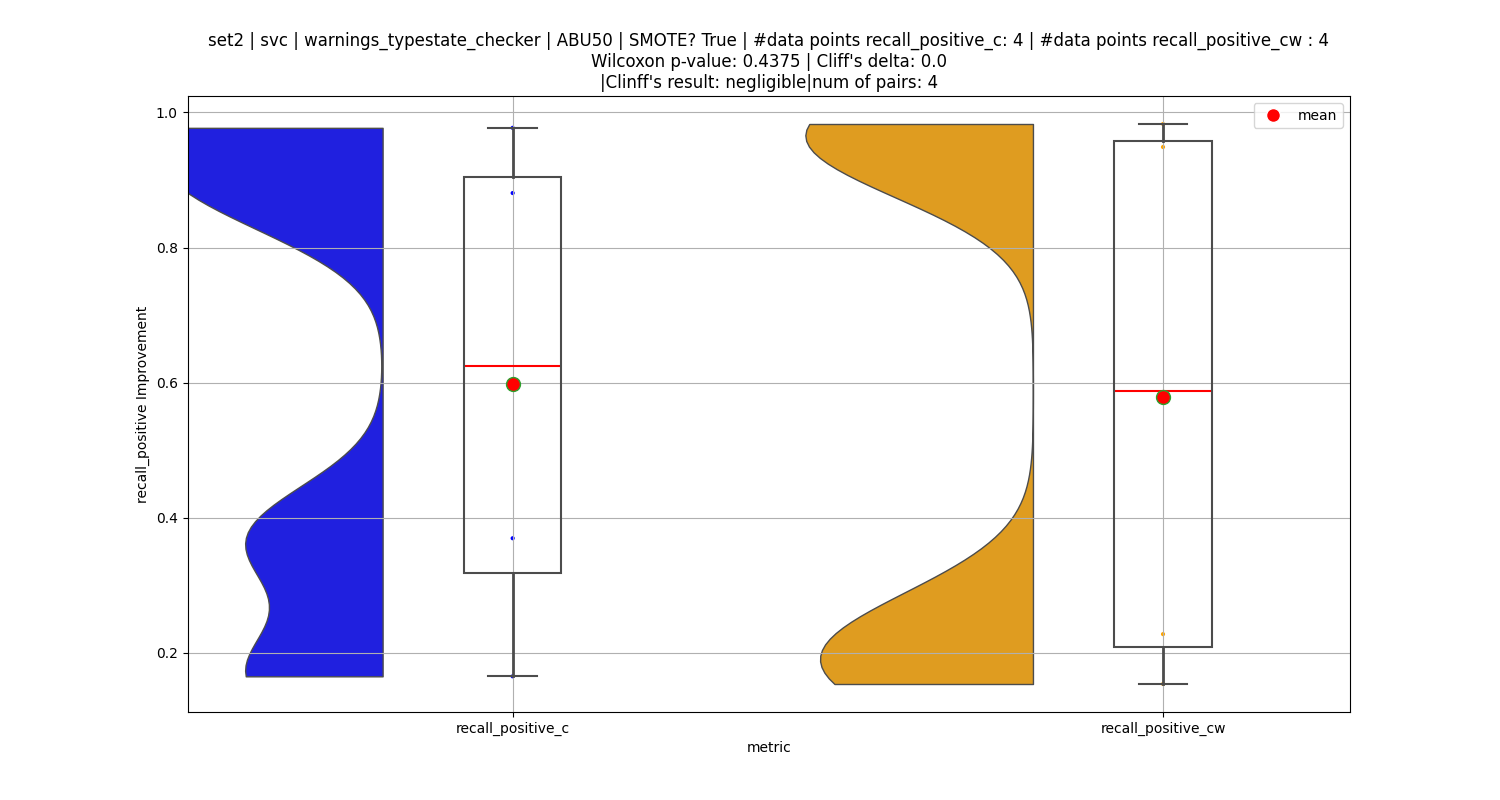 set2 | svc | warnings_typestate_checker | ABU50 | SMOTE? True | #data points recall_positive_c: 4 | #data points recall_positive_cw : 4
Wilcoxon p-value: 0.4375 | Cliff's delta: 0.0
|Clinff's result: negligible|num of pairs: 4
mean
1.0
0.8
0.6
0.4
0.2
recall_positive Improvement
recall_positive_c
recall_positive_cw
metric